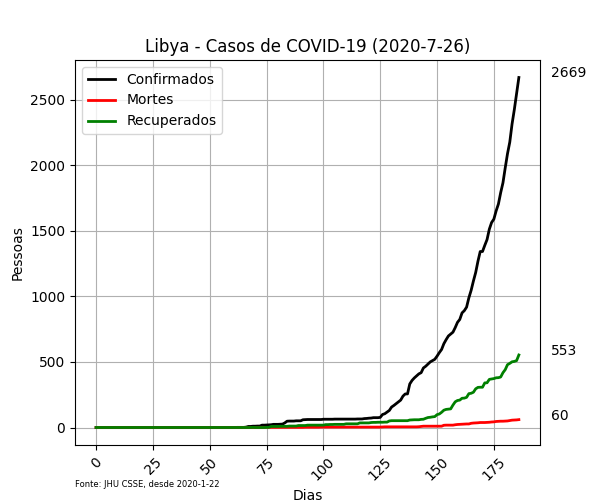 Libya - Casos de COVID-19 (2020-7-26)
Confirmados
Mortes
Recuperados
2669
553
60
Pessoas
2500
2000
1500
1000
500
0
0
25
50
75
100
125
150
175
Fonte: JHU CSSE, desde 2020-1-22
Dias